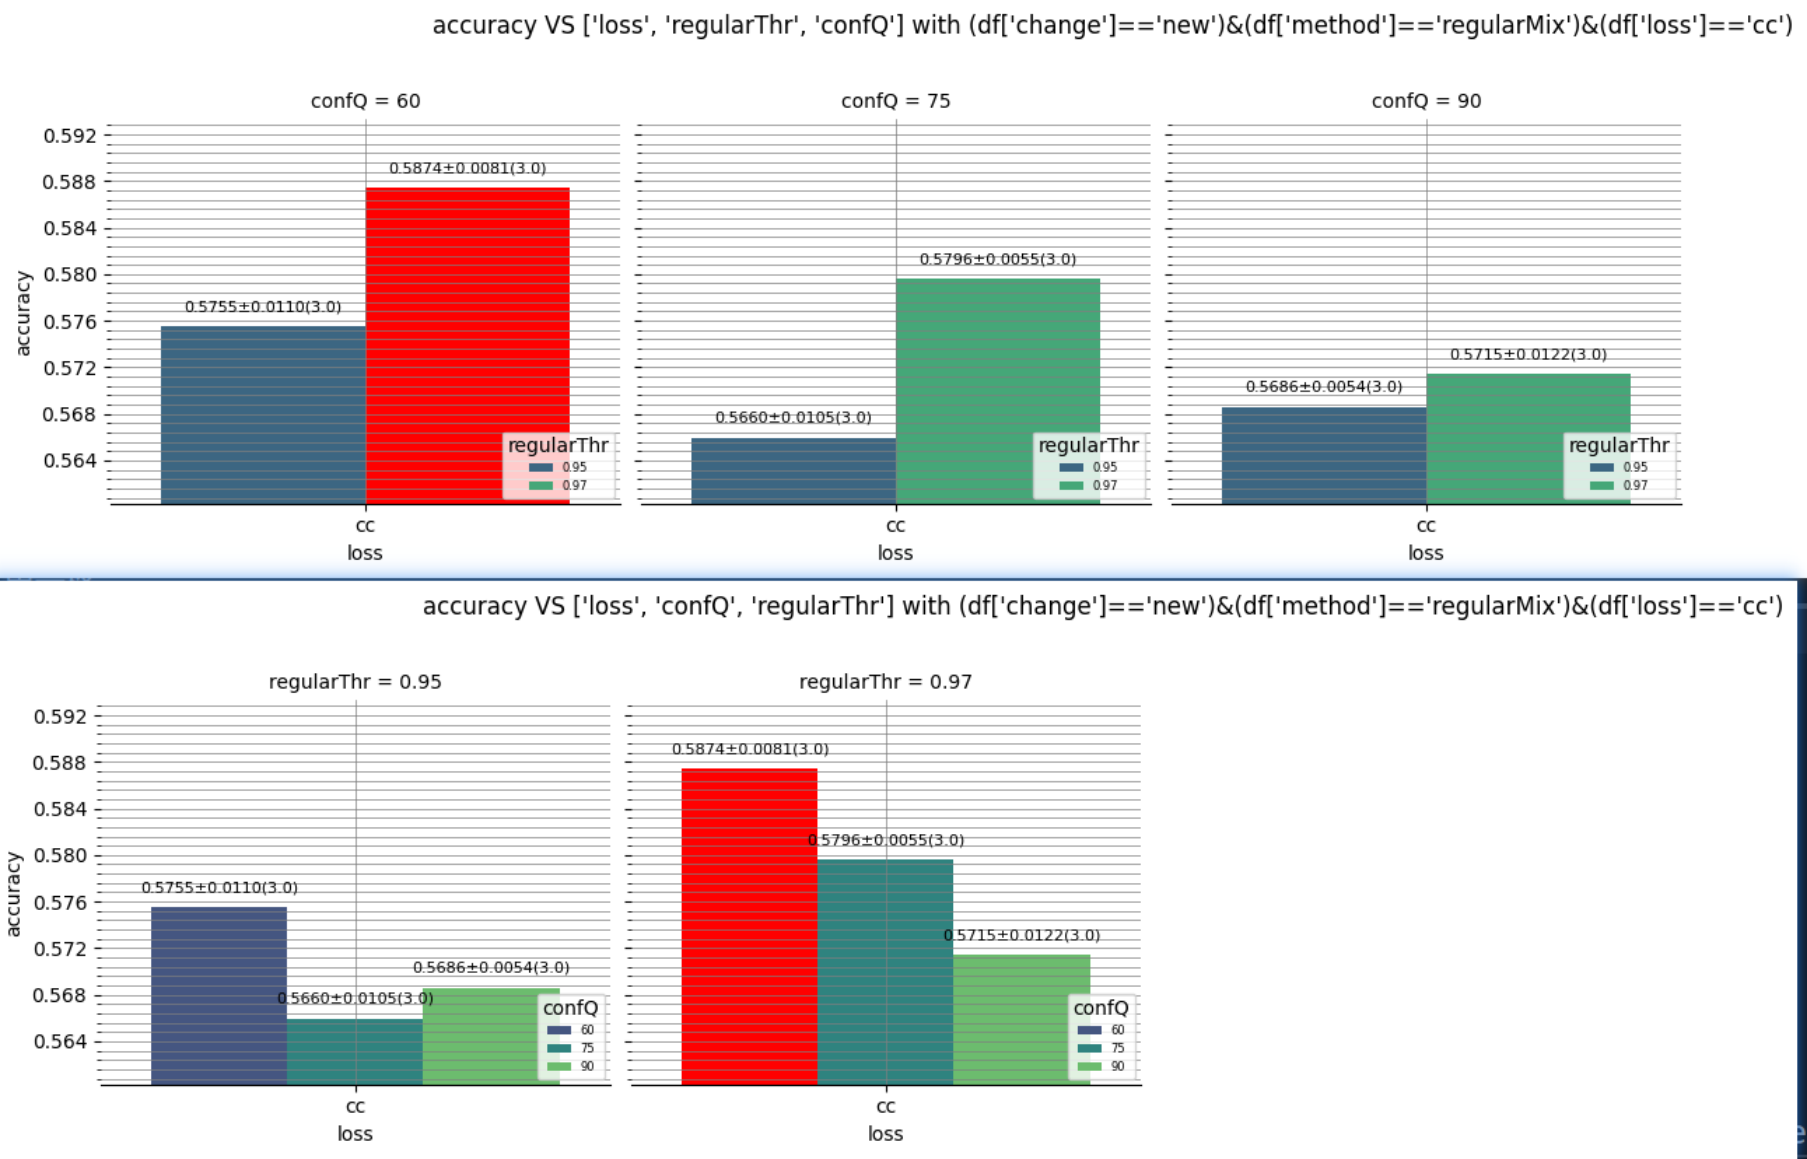 accuracy VS ['loss', 'regularThr', 'confQ'] with (df['change']=='new')&(df['method']=='regularMix')&(df['loss']=='cc')
confQ = 60
confQ = 75
confQ = 90
accuracy
0.592
0.588
0.584
0.580
0.576
0.572
0.568
0.564
0.5755±0.0110(3.0)
0.5874±0.0081(3.0)
regularThr
0.95
0.97
cc
loss
0.5660±0.0105(3.0)
0.5796±0.0055(3.0)
regularThr
0.95
0.97
cc
loss
0.5686±0.0054(3.0)
0.5715±0.0122(3.0)
regularThr
0.95
0.97
cc
loss
accuracy VS ['loss', 'confQ', 'regularThr'] with (df['change']=='new')&(df['method']=='regularMix')&(df['loss']=='cc')
regularThr = 0.95
regularThr = 0.97
accuracy
0.592
0.588
0.584
0.580
0.576
0.572
0.568
0.564
0.5755±0.0110(3.0)
0.5660±0.0105(3.0)
0.5686±0.0054(3.0)
confQ
60
75
90
cc
loss
0.5874±0.0081(3.0)
0.5796±0.0055(3.0)
0.5715±0.0122(3.0)
confQ
60
75
90
cc
loss